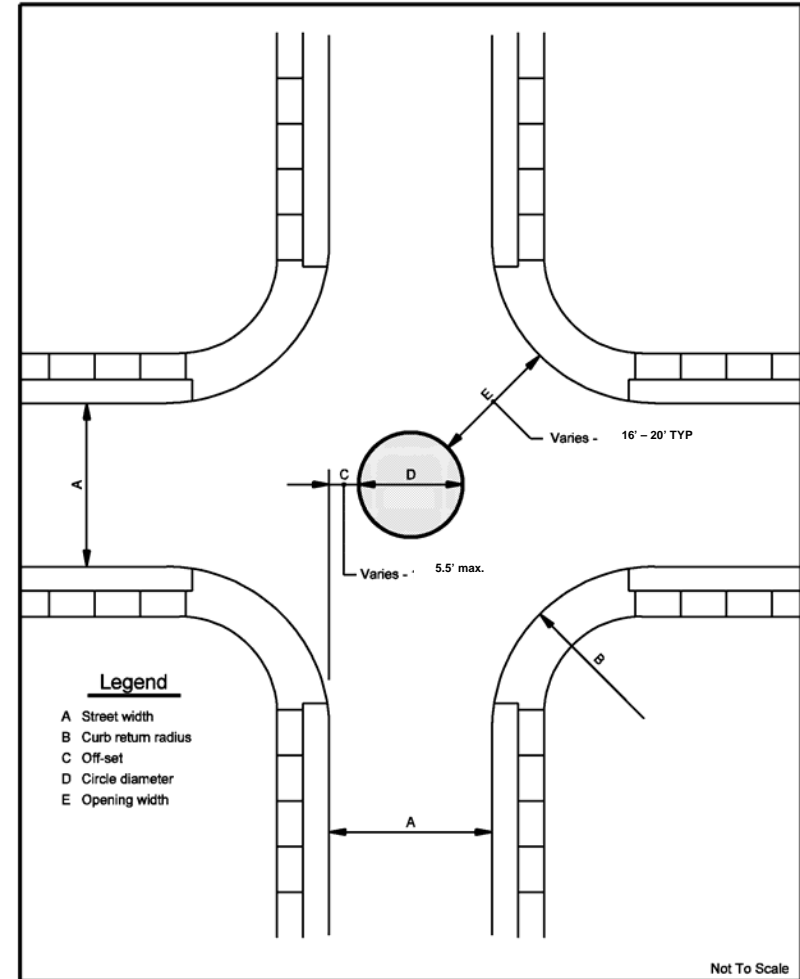 E
Varies - 16' – 20' TYP
A
C
D
Varies - 5.5' max.
B
Legend
A Street width
B Curb return radius
C Off-set
D Circle diameter
E Opening width
A
Not To Scale